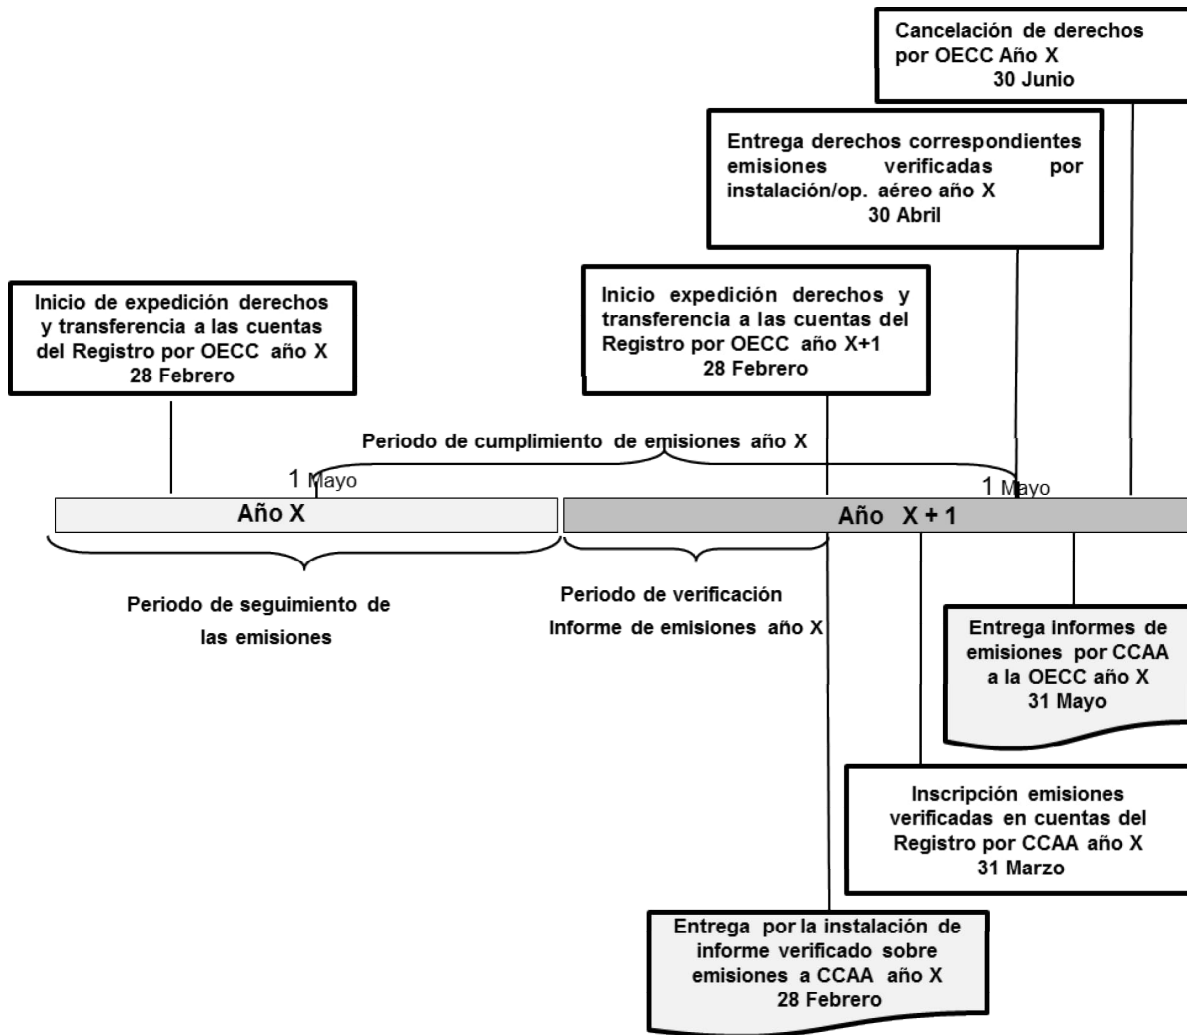 Cancelación de derechos
por OECC Año X
30 Junio
Entrega derechos correspondientes
emisiones verificadas por
instalación/op. aéreo año X
30 Abril
Inicio de expedición derechos
y transferencia a las cuentas
del Registro por OECC año X
28 Febrero
Inicio expedición derechos y
transferencia a las cuentas del
Registro por OECC año X+1
28 Febrero
Periodo de cumplimiento de emisiones año X
1 Mayo
1 Mayo
Año X
Año X + 1
Periodo de seguimiento de
las emisiones
Periodo de verificación
Informe de emisiones año X
Entrega informes de
emisiones por CCAA
a la OECC año X
31 Mayo
Inscripción emisiones
verificadas en cuentas del
Registro por CCAA año X
31 Marzo
Entrega por la instalación de
informe verificado sobre
emisiones a CCAA año X
28 Febrero